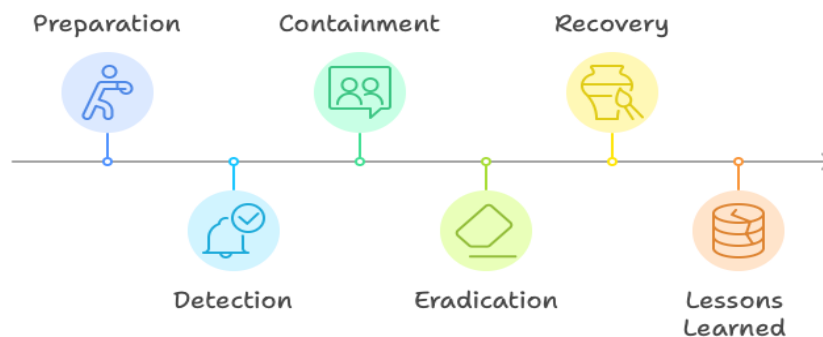 Preparation
Containment
Recovery
Detection
Eradication
Lessons
Learned